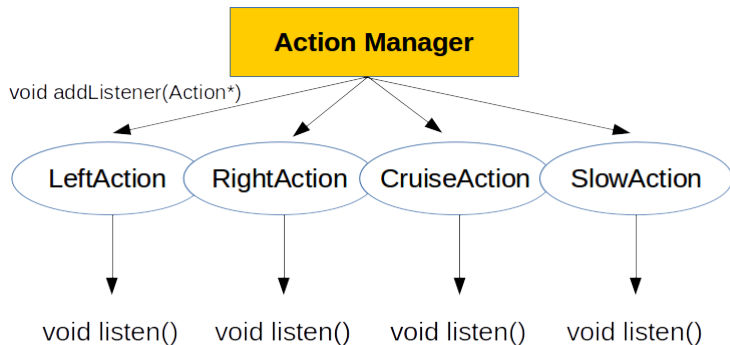 Action Manager
void addListener(Action*)
LeftAction RightAction CruiseAction SlowAction
void listen() void listen() void listen() void listen()